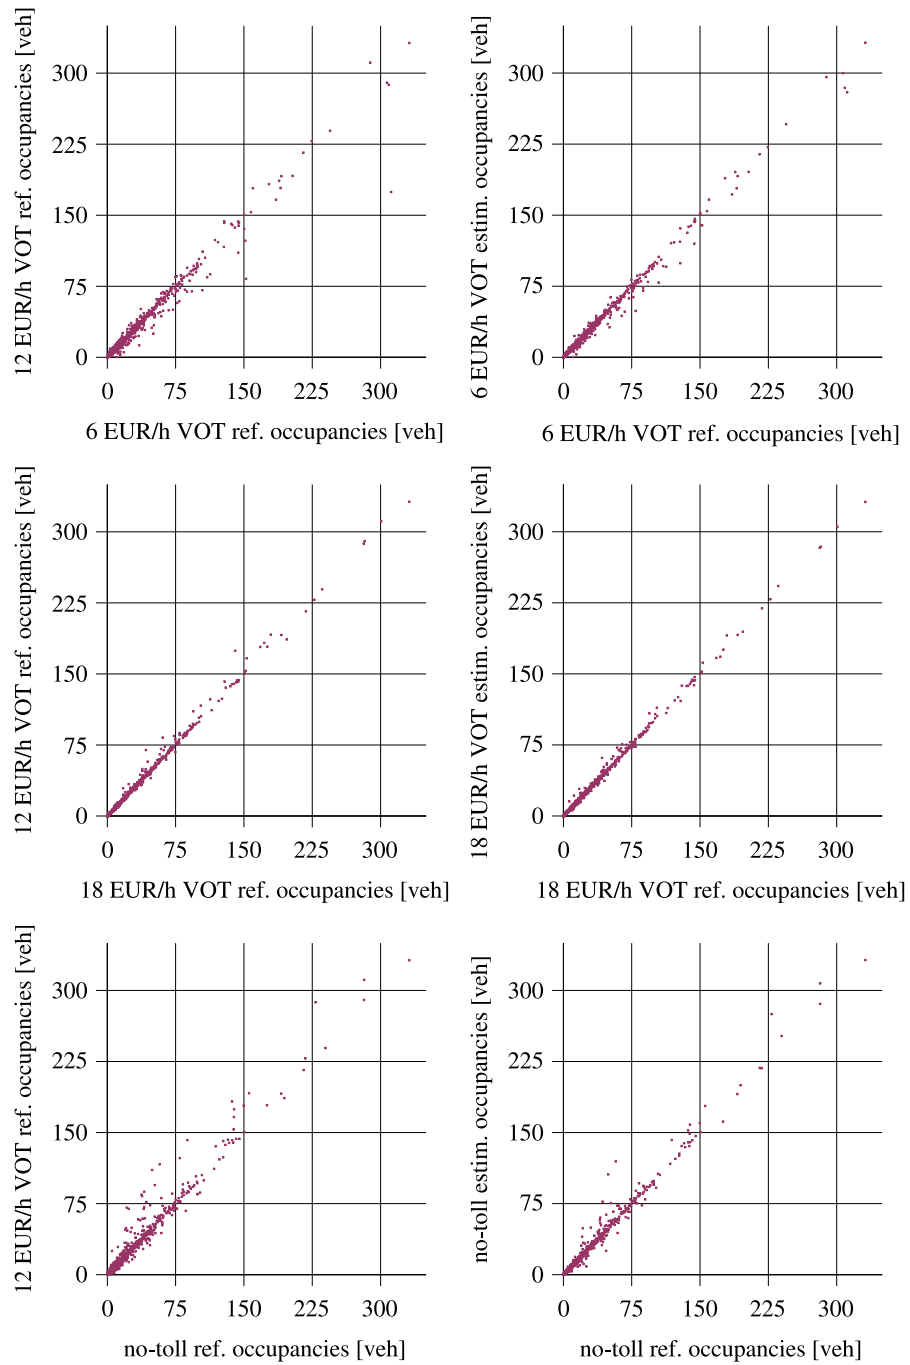 12 EUR/h VOT ref. occupancies [veh]
300
225
150
75
0
0 75 150 225 300
6 EUR/h VOT ref. occupancies [veh]
6 EUR/h VOT estim. occupancies [veh]
300
225
150
75
0
0 75 150 225 300
6 EUR/h VOT ref. occupancies [veh]
12 EUR/h VOT ref. occupancies [veh]
300
225
150
75
0
0 75 150 225 300
18 EUR/h VOT ref. occupancies [veh]
18 EUR/h VOT estim. occupancies [veh]
300
225
150
75
0
0 75 150 225 300
18 EUR/h VOT ref. occupancies [veh]
12 EUR/h VOT ref. occupancies [veh]
300
225
150
75
0
0 75 150 225 300
no-toll ref. occupancies [veh]
no-toll estim. occupancies [veh]
300
225
150
75
0
0 75 150 225 300
no-toll ref. occupancies [veh]